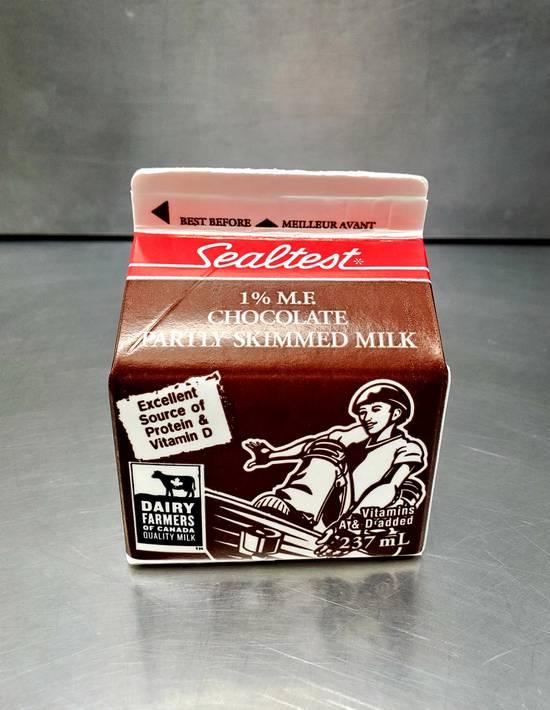 BEST BEFORE MEILLEUR AVANT
Sealtest*
1% M.F.
CHOCOLATE
PARTLY SKIMMED MILK
Excellent
Source of
Protein &
Vitamin D
DAIRY
FARMERS
OF CANADA
QUALITY MILK
TM
Vitamins
A & D added
237 mL